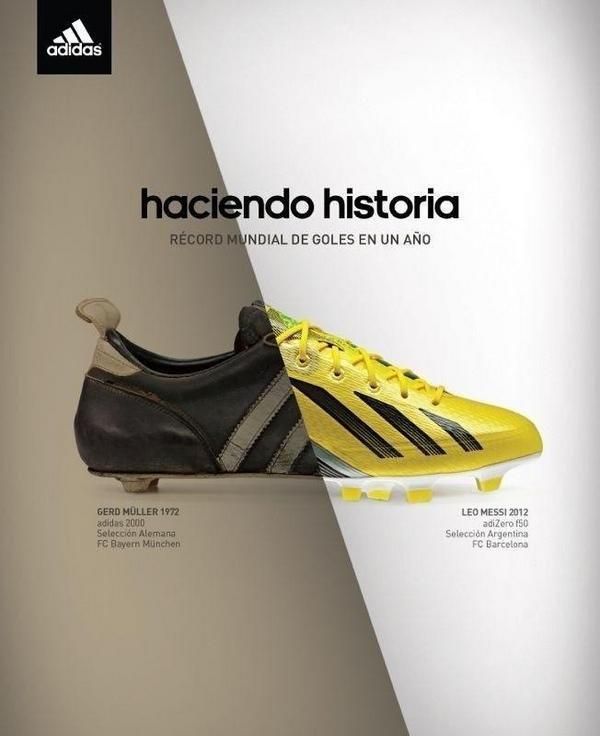 adidas
haciendo historia
RÉCORD MUNDIAL DE GOLES EN UN AÑO
GERD MÜLLER 1972
adidas 2000
Selección Alemana
FC Bayern München
LEO MESSI 2012
adiZero f50
Selección Argentina
FC Barcelona